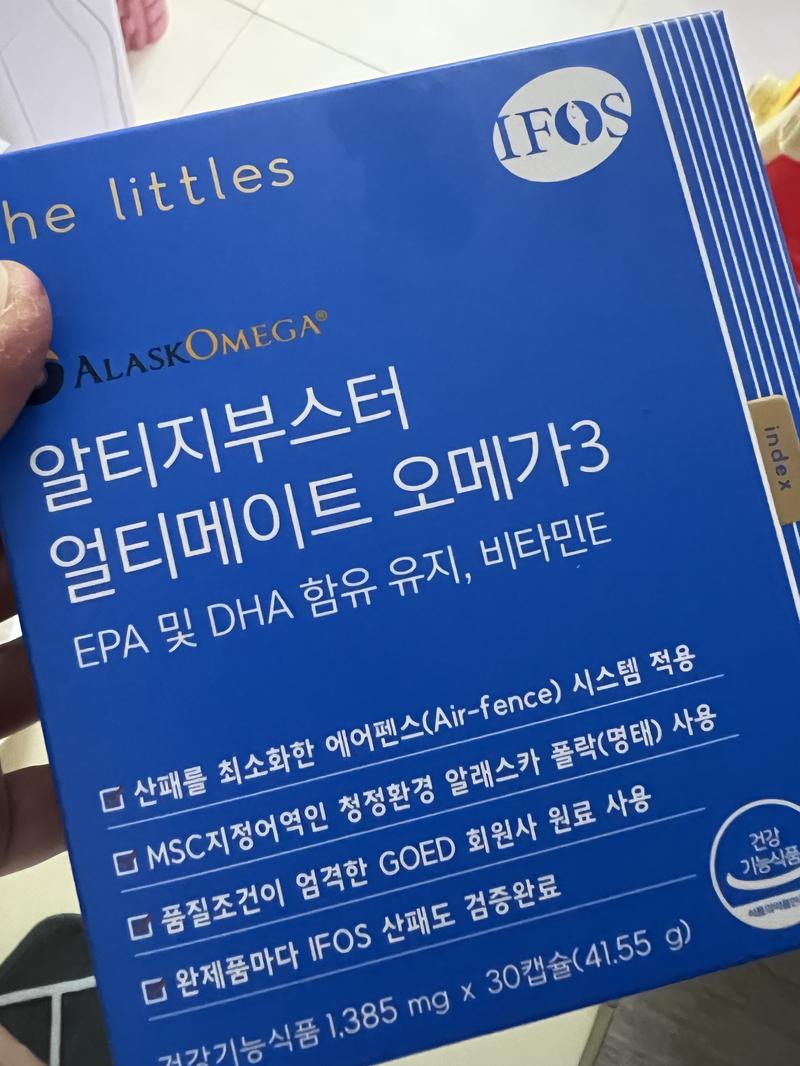 IFOS
he littles
ALASKOMEGA®
알티지부스터
얼티메이트 오메가3
EPA 및 DHA 함유 유지, 비타민E
index
산패를 최소화한 에어펜스(Air-fence) 시스템 적용
MSC지정어역인 청정환경 알래스카 폴락(명태) 사용
품질조건이 엄격한 GOED 회원사 원료 사용
완제품마다 IFOS 산패도 검증완료
건강
기능식품
건강기능식품 1,385 mg x 30캡슐(41.55 g)